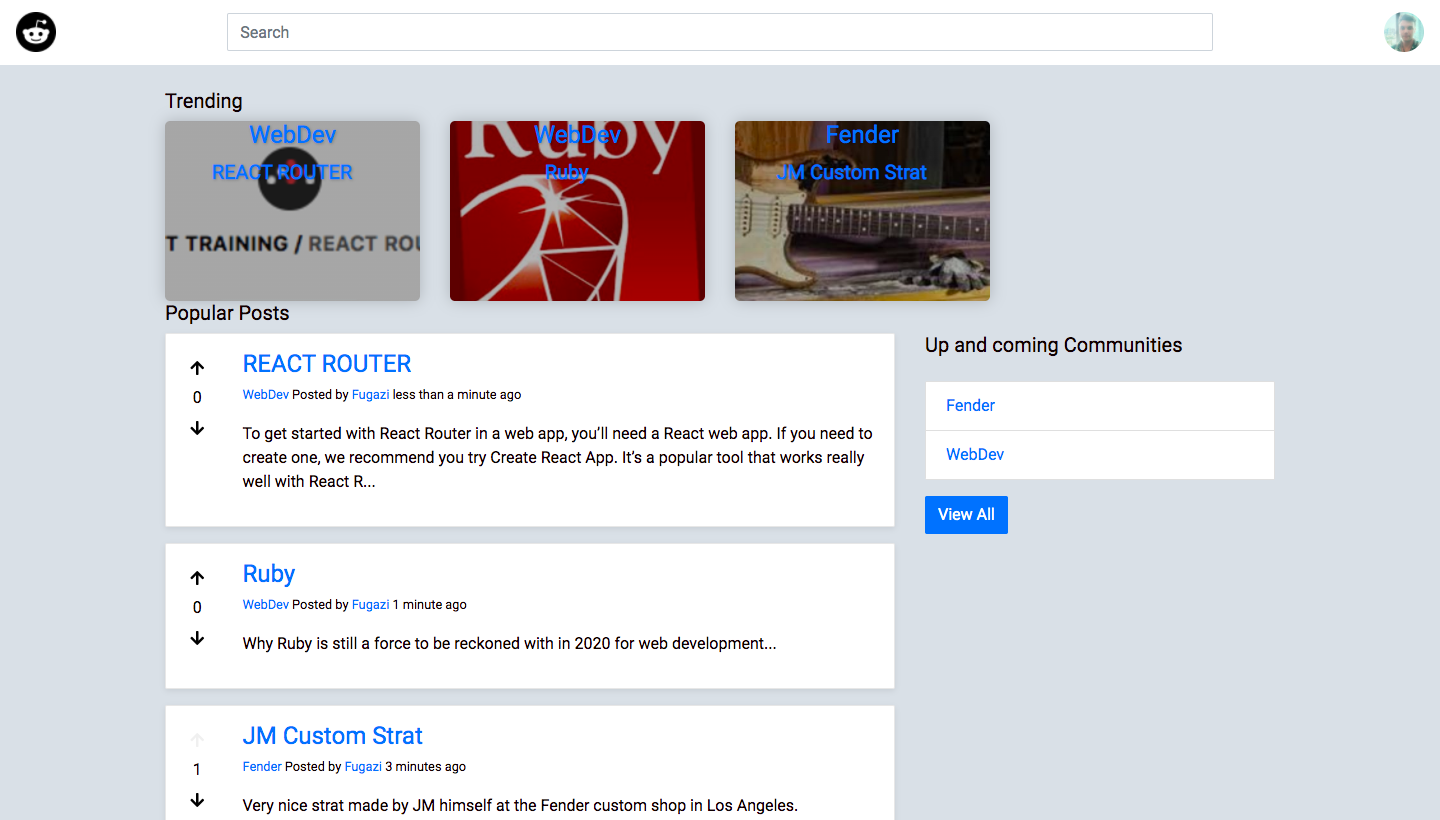 Search
Trending
WebDev
REACT ROUTER
T TRAINING / REACT ROU
WebDev
Ruby
Ruby
Fender
JM Custom Strat
Popular Posts
REACT ROUTER
0
WebDev Posted by Fugazi less than a minute ago
To get started with React Router in a web app, you’ll need a React web app. If you need to
create one, we recommend you try Create React App. It’s a popular tool that works really
well with React R...
Ruby
0
WebDev Posted by Fugazi 1 minute ago
Why Ruby is still a force to be reckoned with in 2020 for web development...
JM Custom Strat
1
Fender Posted by Fugazi 3 minutes ago
Very nice strat made by JM himself at the Fender custom shop in Los Angeles.
Up and coming Communities
Fender
WebDev
View All